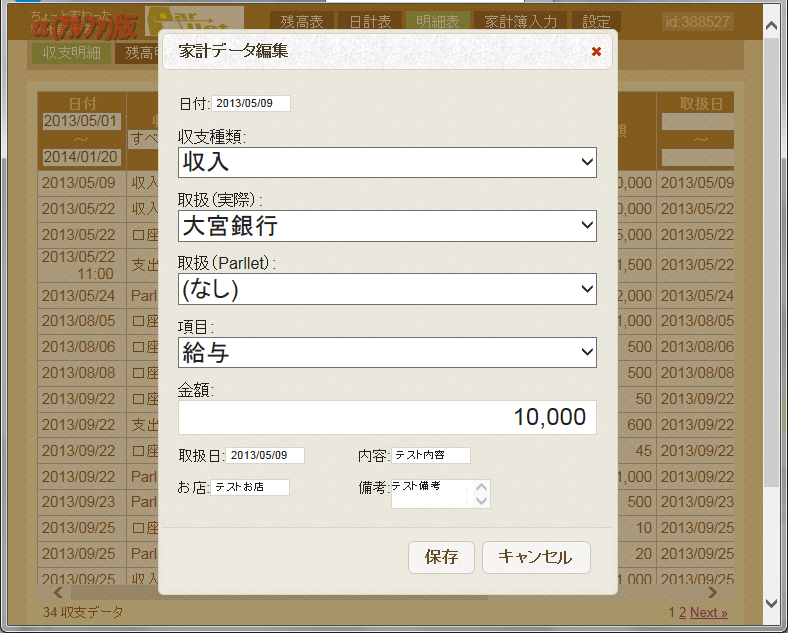 ちょっと変わった
α(アルファ)版
Parllet
残高表 日計表 明細表 家計簿入力 設定
id:388527
収支明細
家計データ編集
日付: 2013/05/09
収支種類:
収入
取扱(実際):
大宮銀行
取扱(Parllet):
(なし)
項目:
給与
金額:
10,000
取扱日: 2013/05/09 内容: テスト内容
お店: テストお店 備考: テスト備考
保存 キャンセル
日付 取扱日
2013/05/01
～ ～
2014/01/20
2013/05/09 収入 0,000 2013/05/09
2013/05/22 収入 0,000 2013/05/22
2013/05/22 口座 5,000 2013/05/22
2013/05/22
11:00 支出 1,500 2013/05/22
2013/05/24 Parl 2,000 2013/05/24
2013/08/05 口座 1,000 2013/08/05
2013/08/06 口座 500 2013/08/06
2013/08/08 口座 500 2013/08/08
2013/09/22 口座 50 2013/09/22
2013/09/22 支出 600 2013/09/22
2013/09/22 口座 45 2013/09/22
2013/09/22 Parl 1,000 2013/09/22
2013/09/23 Parl 500 2013/09/23
2013/09/25 口座 10 2013/09/25
2013/09/25 Parl 20 2013/09/25
2013/09/25 収入 1,000 2013/09/25
34 収支データ 1 2 Next »